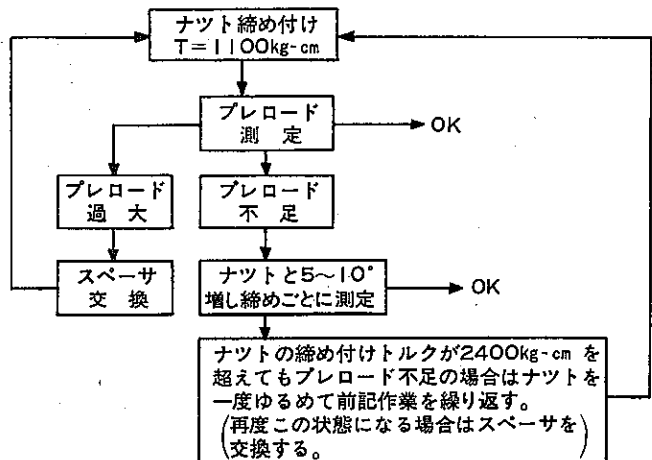 ナツト締め付け
T=1100kg-cm
プレロード
測 定
OK
プレロード
過 大
プレロード
不 足
スペーサ
交 換
ナツトと5～10°
増し締めごとに測定
OK
ナツトの締め付けトルクが2400kg-cm を
超えてもプレロード不足の場合はナツトを
一度ゆるめて前記作業を繰り返す。
(再度この状態になる場合はスペーサを
交換する。)